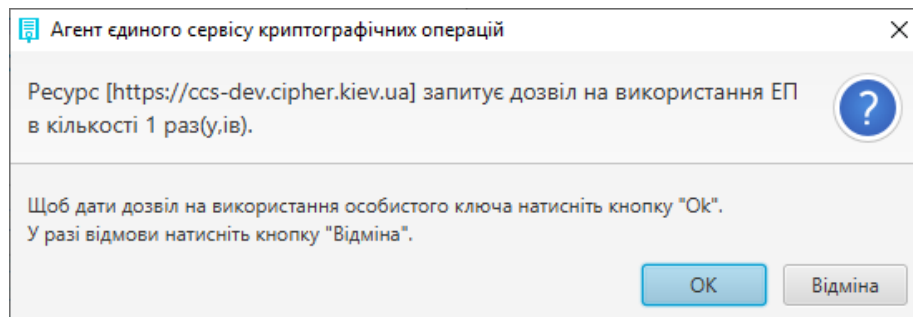 Агент єдиного сервісу криптографічних операцій
Ресурс [https://ccs-dev.cipher.kiev.ua] запитує дозвіл на використання ЕП
в кількості 1 раз(у,ів).
Щоб дати дозвіл на використання особистого ключа натисніть кнопку "Ok".
У разі відмови натисніть кнопку "Відміна".
OK Відміна